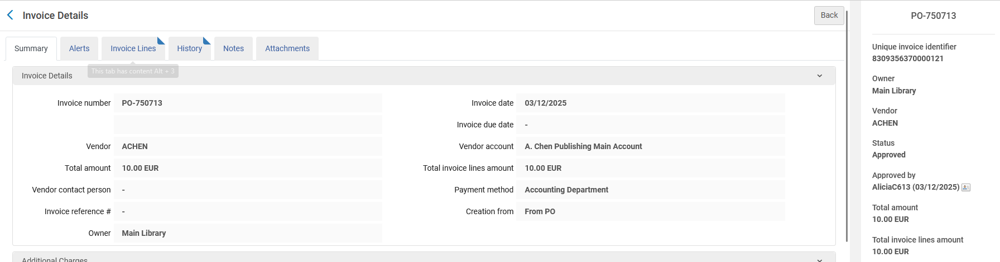 Invoice Details
Back
Summary
Alerts
Invoice Lines
History
Notes
Attachments
This tab has content Alt + 3
Invoice Details
Invoice number PO-750713
Invoice date 03/12/2025
Invoice due date -
Vendor ACHEN
Vendor account A. Chen Publishing Main Account
Total amount 10.00 EUR
Total invoice lines amount 10.00 EUR
Vendor contact person -
Payment method Accounting Department
Invoice reference # -
Creation from From PO
Owner Main Library
Additional Charges
PO-750713
Unique invoice identifier
8309356370000121
Owner
Main Library
Vendor
ACHEN
Status
Approved
Approved by
AliciaC613 (03/12/2025)
Total amount
10.00 EUR
Total invoice lines amount
10.00 EUR